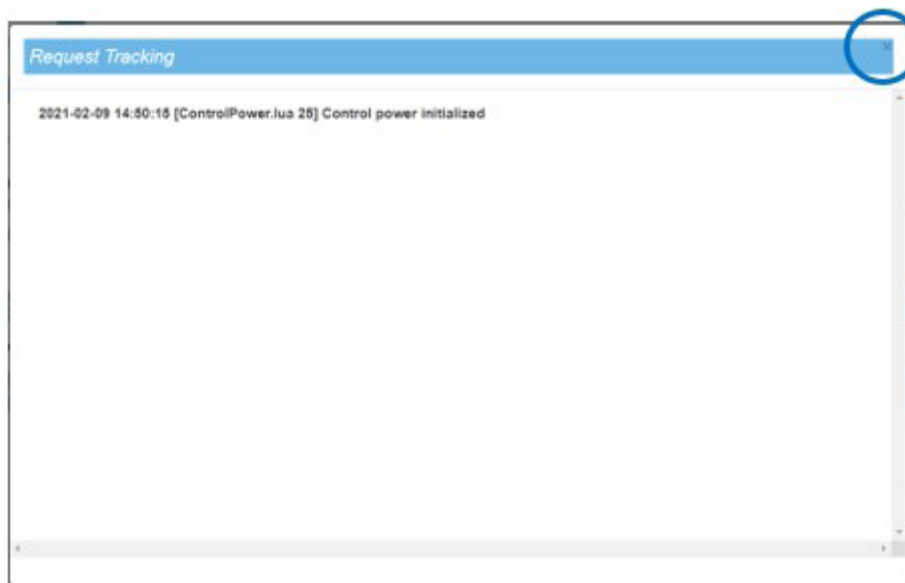 Request Tracking
2021-02-09 14:50:15 [ControlPower.lua 25] Control power initialized